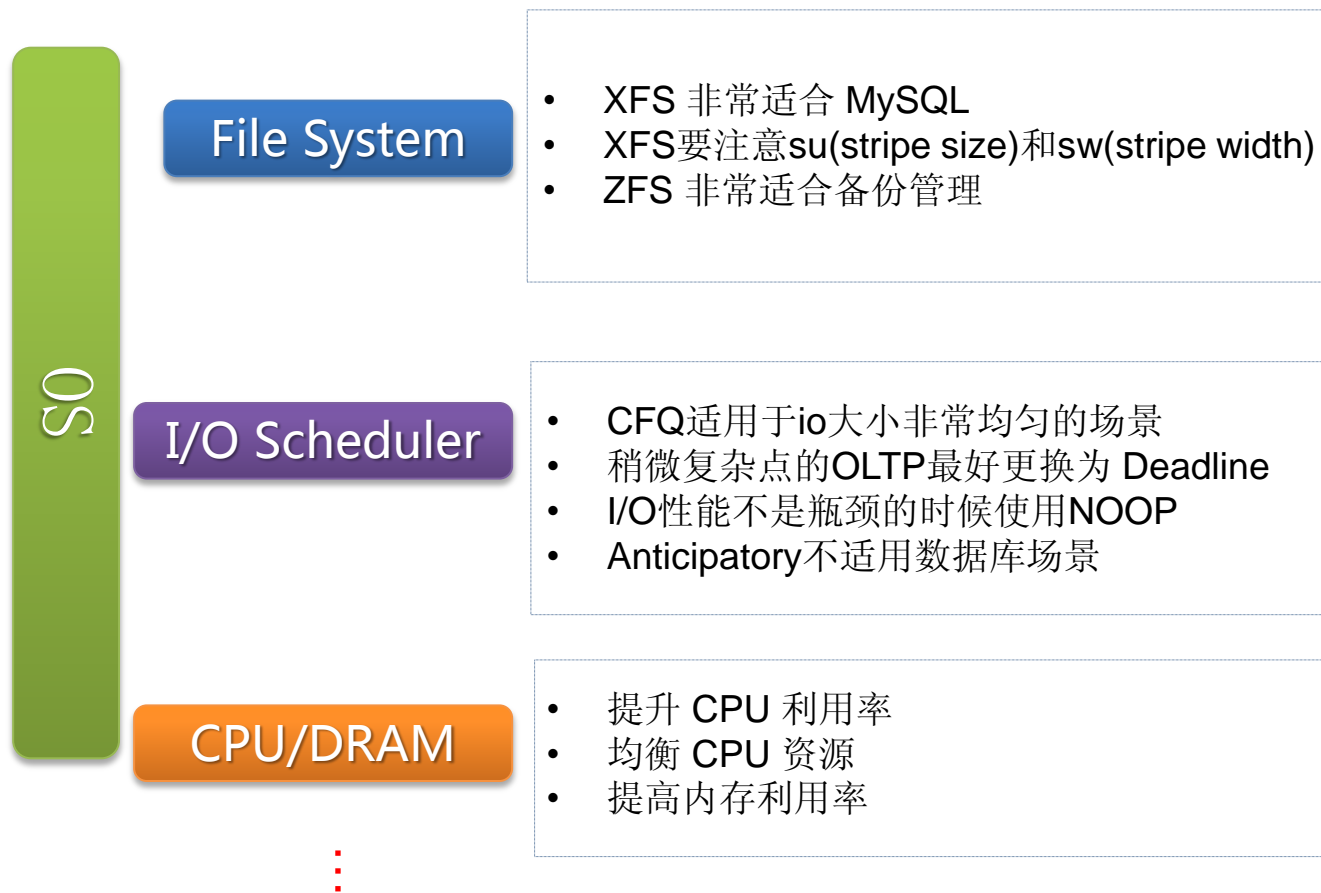 OS
File System
• XFS 非常适合 MySQL
• XFS要注意su(stripe size)和sw(stripe width)
• ZFS 非常适合备份管理
I/O Scheduler
• CFQ适用于io大小非常均匀的场景
• 稍微复杂点的OLTP最好更换为 Deadline
• I/O性能不是瓶颈的时候使用NOOP
• Anticipatory不适用数据库场景
CPU/DRAM
• 提升 CPU 利用率
• 均衡 CPU 资源
• 提高内存利用率